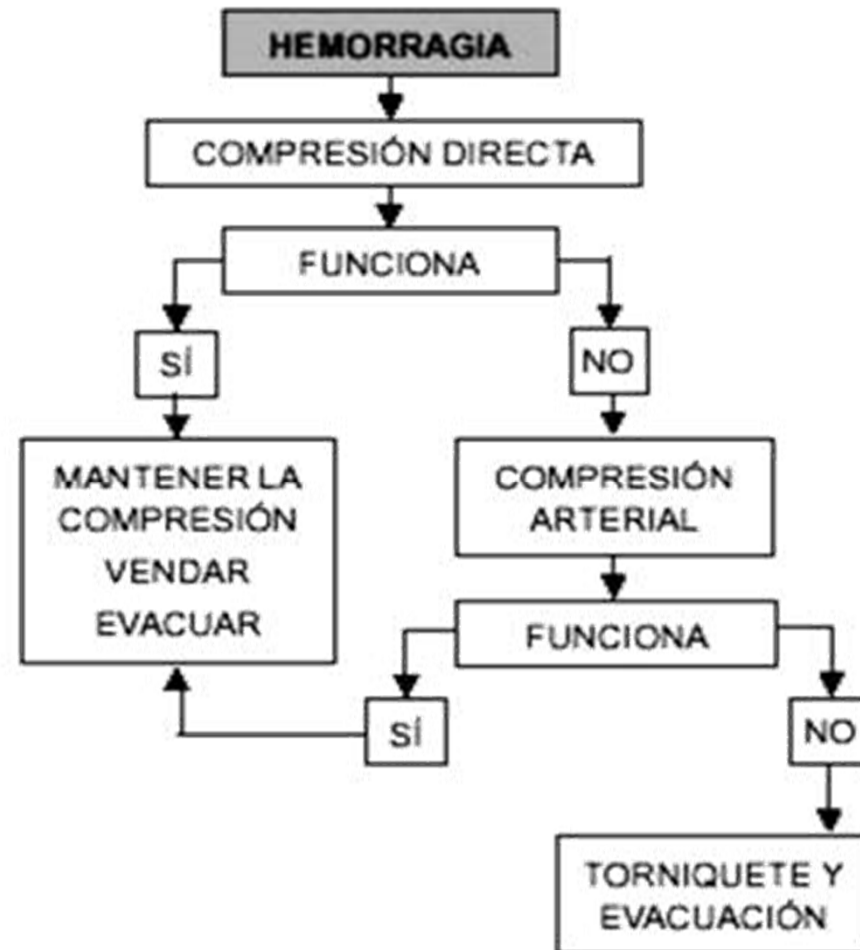 HEMORRAGIA
COMPRESIÓN DIRECTA
FUNCIONA
SÍ
NO
MANTENER LA
COMPRESIÓN
VENDAR
EVACUAR
COMPRESIÓN
ARTERIAL
FUNCIONA
SÍ
NO
TORNIQUETE Y
EVACUACIÓN